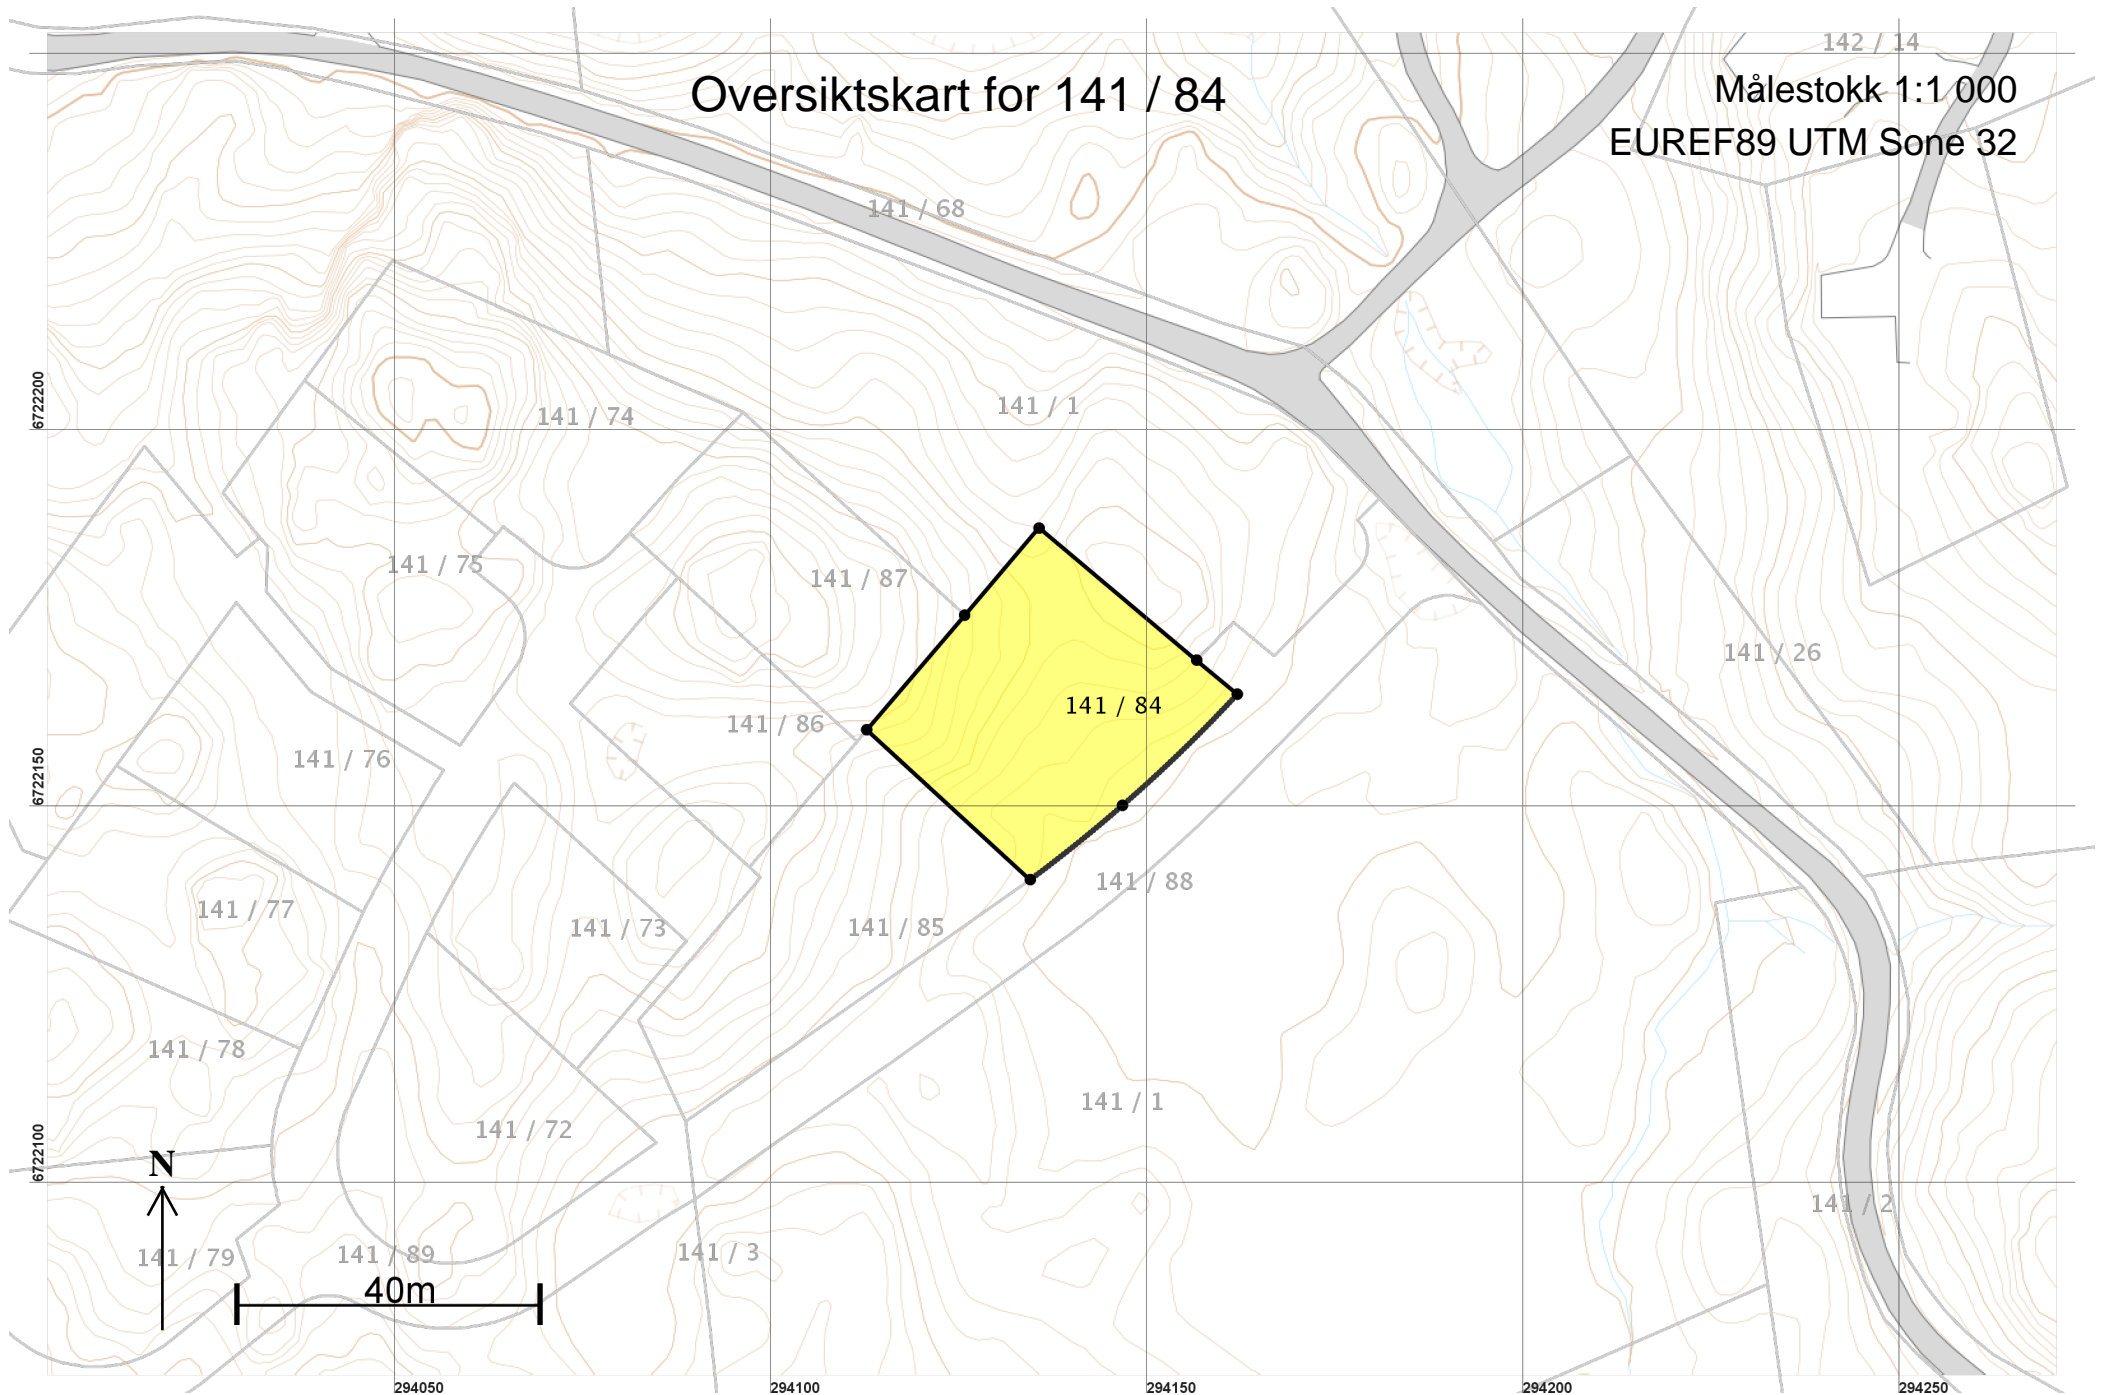 142 / 14
Oversiktskart for 141 / 84
Målestokk 1:1 000
EUREF89 UTM Sone 32
141 / 68
6722200
141 / 74
141 / 1
141 / 75
141 / 87
141 / 26
141 / 84
141 / 86
141 / 76
6722150
141 / 88
141 / 77
141 / 73
141 / 85
141 / 78
141 / 1
141 / 72
6722100
N
141 / 2
141 / 79
141 / 89
141 / 3
40m
294050
294100
294150
294200
294250